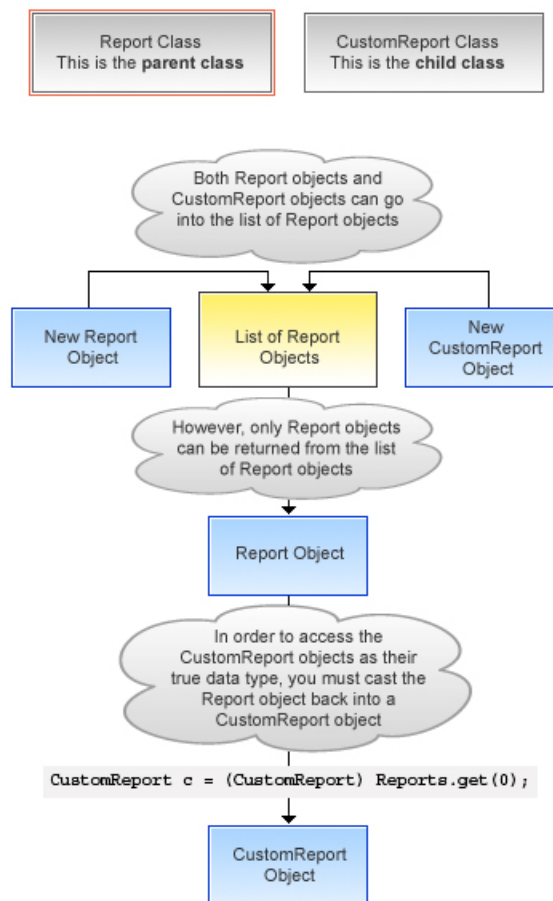 Report Class
This is the parent class
CustomReport Class
This is the child class
Both Report objects and
CustomReport objects can go
into the list of Report objects
New Report
Object
List of Report
Objects
New
CustomReport
Object
However, only Report objects
can be returned from the list
of Report objects
Report Object
In order to access the
CustomReport objects as their
true data type, you must cast the
Report object back into a
CustomReport object
CustomReport c = (CustomReport) Reports.get(0);
CustomReport
Object